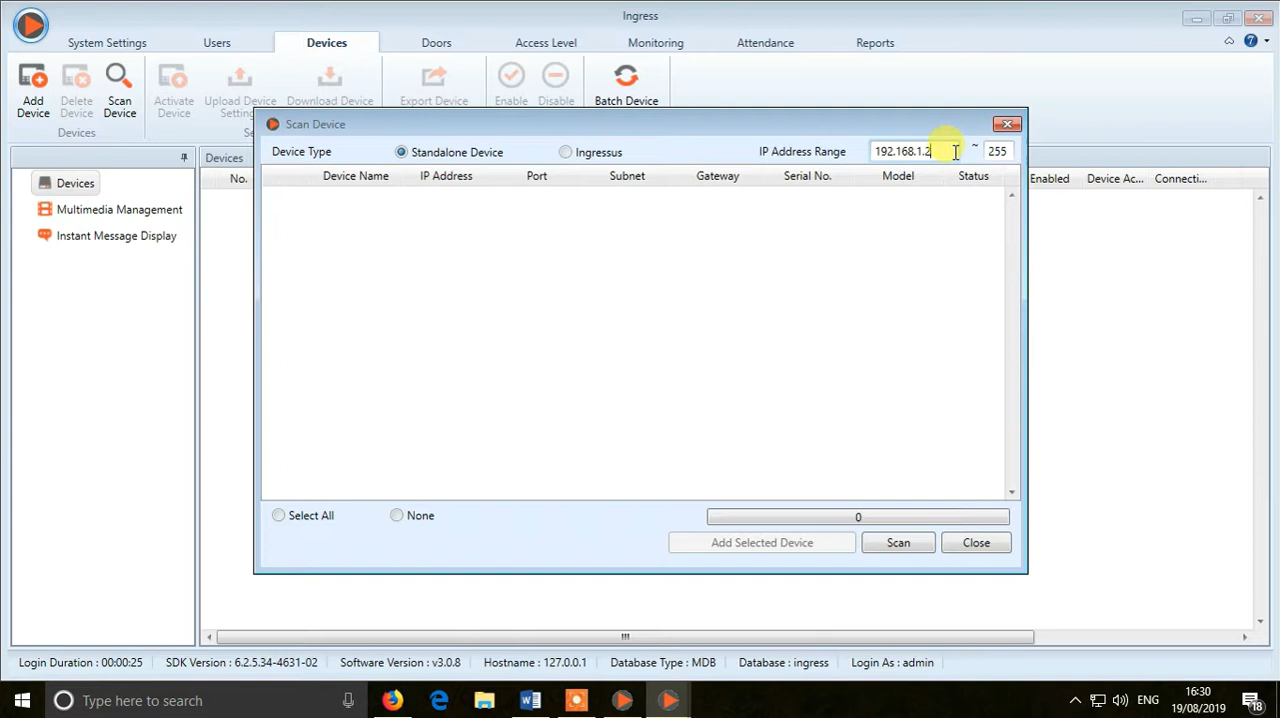 Ingress
System Settings Users Devices Doors Access Level Monitoring Attendance Reports
Add Device Delete Device Scan Device Activate Device Upload Device Download Device Export Device Enable Disable Batch Device
Devices
Scan Device
Device Type Standalone Device Ingressus IP Address Range 192.168.1.2 ~ 255
Devices
No. Enabled Device Ac... Connecti...
Device Name IP Address Port Subnet Gateway Serial No. Model Status
Devices
Multimedia Management
Instant Message Display
Select All None 0
Add Selected Device Scan Close
Login Duration : 00:00:25 SDK Version : 6.2.5.34-4631-02 Software Version : v3.0.8 Hostname : 127.0.0.1 Database Type : MDB Database : ingress Login As : admin
Type here to search ENG 16:30
19/08/2019 18